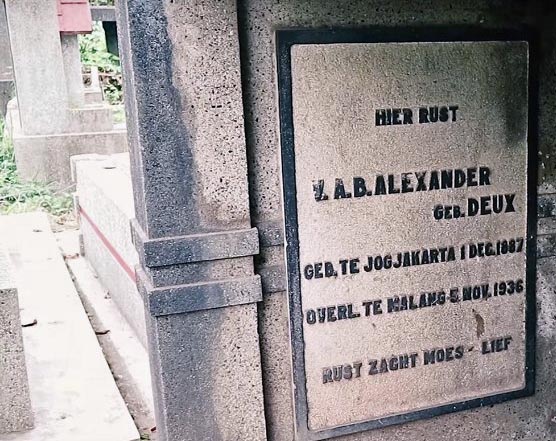 HIER RUST
V. A. B. ALEXANDER
GEB. DEUX
GEB. TE JOGJAKARTA 1 DEC. 1887
OVERL. TE MALANG 5 NOV. 1936
RUST ZACHT MOES - LIEF